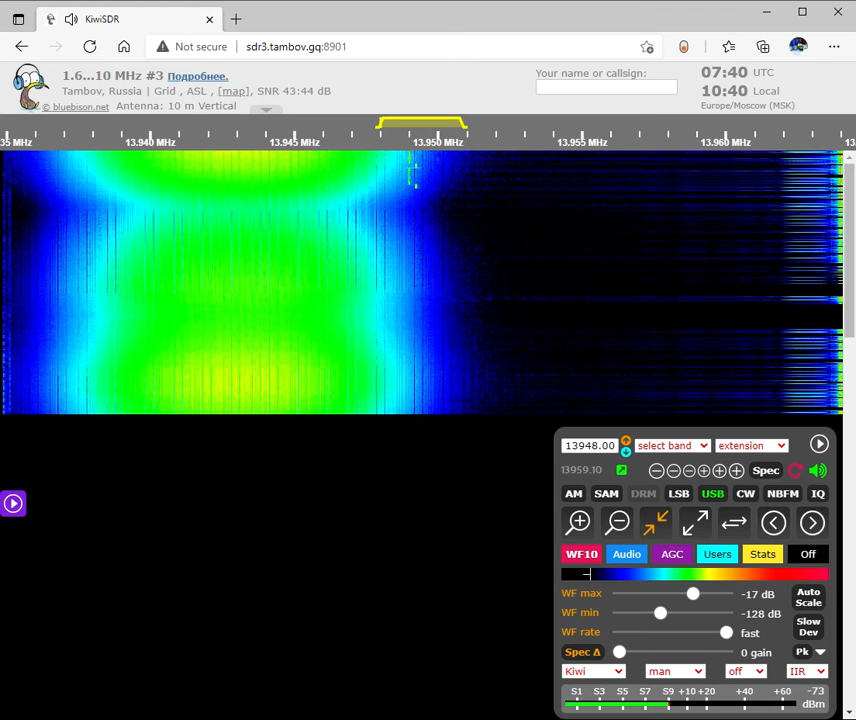 KiwiSDR
Not secure
sdr3.tambov.gq:8901
1.6...10 MHz #3 Подробнее.
Tambov, Russia | Grid , ASL , [map], SNR 43:44 dB
© bluebison.net Antenna: 10 m Vertical
Your name or callsign:
07:40 UTC
10:40 Local
Europe/Moscow (MSK)
35 MHz 13.940 MHz 13.945 MHz 13.950 MHz 13.955 MHz 13.960 MHz 13.
13948.00 select band extension
13959.10 Spec
AM SAM DRM LSB USB CW NBFM IQ
WF10 Audio AGC Users Stats Off
WF max -17 dB Auto Scale
WF min -128 dB
WF rate fast Slow Dev
Spec Δ 0 gain Pk
Kiwi man off IIR
S1 S3 S5 S7 S9 +10 +20 +40 +60 -73
dBm